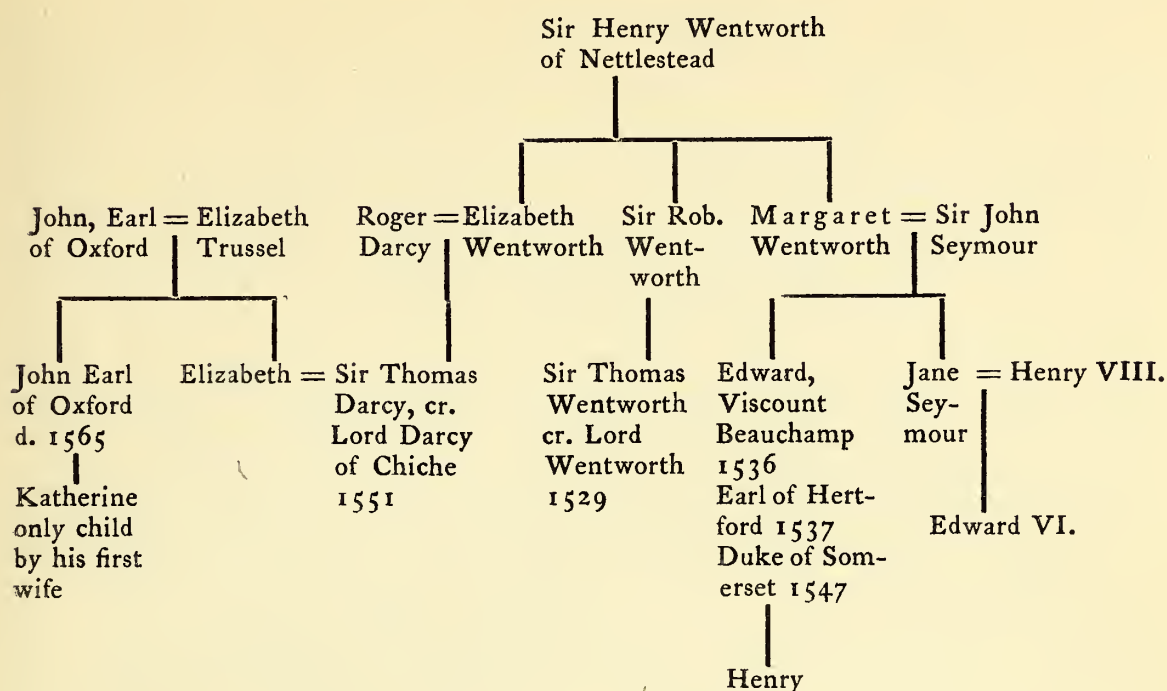 Sir Henry Wentworth
of Nettlestead
John, Earl = Elizabeth
of Oxford Trussel
Roger = Elizabeth
Darcy Wentworth
Sir Rob.
Went-
worth
Margaret = Sir John
Wentworth Seymour
John Earl
of Oxford
d. 1565
Katherine
only child
by his first
wife
Elizabeth = Sir Thomas
Darcy, cr.
Lord Darcy
of Chiche
1551
Sir Thomas
Wentworth
cr. Lord
Wentworth
1529
Edward,
Viscount
Beauchamp
1536
Earl of Hert-
ford 1537
Duke of Som-
erset 1547
Henry
Jane = Henry VIII.
Sey-
mour
Edward VI.